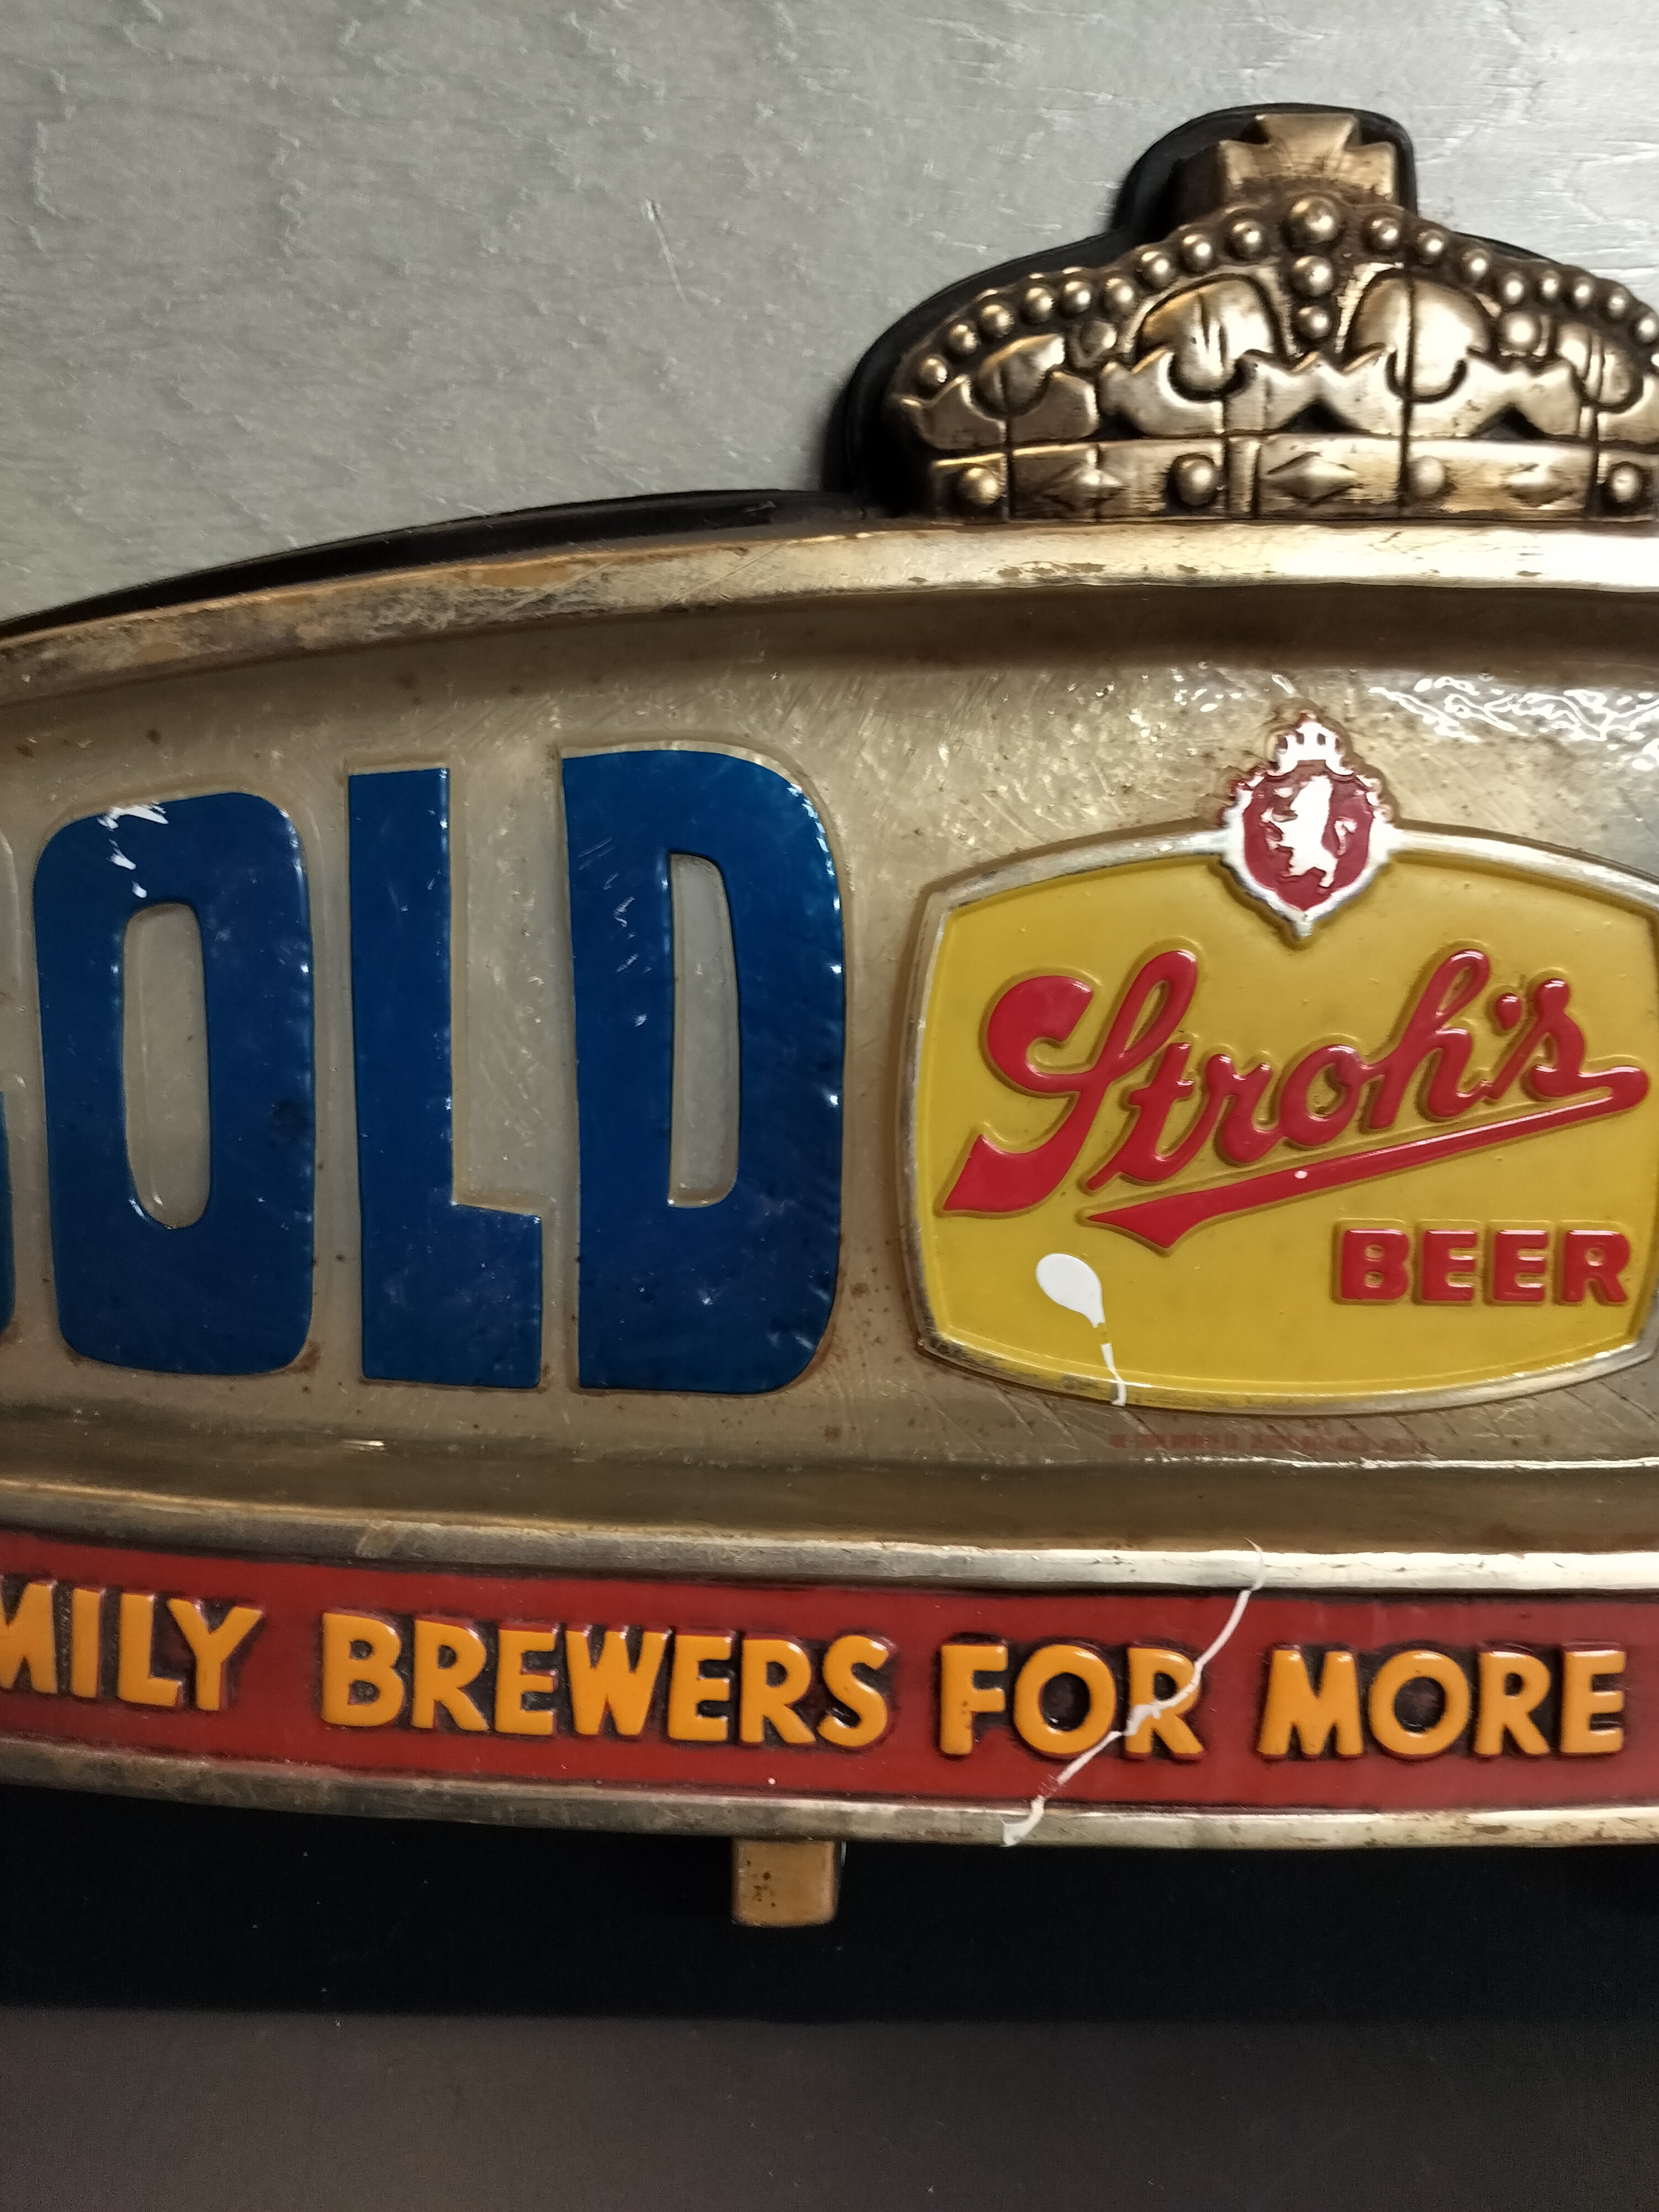 OLD
Stroh's
BEER
MILY BREWERS FOR MORE